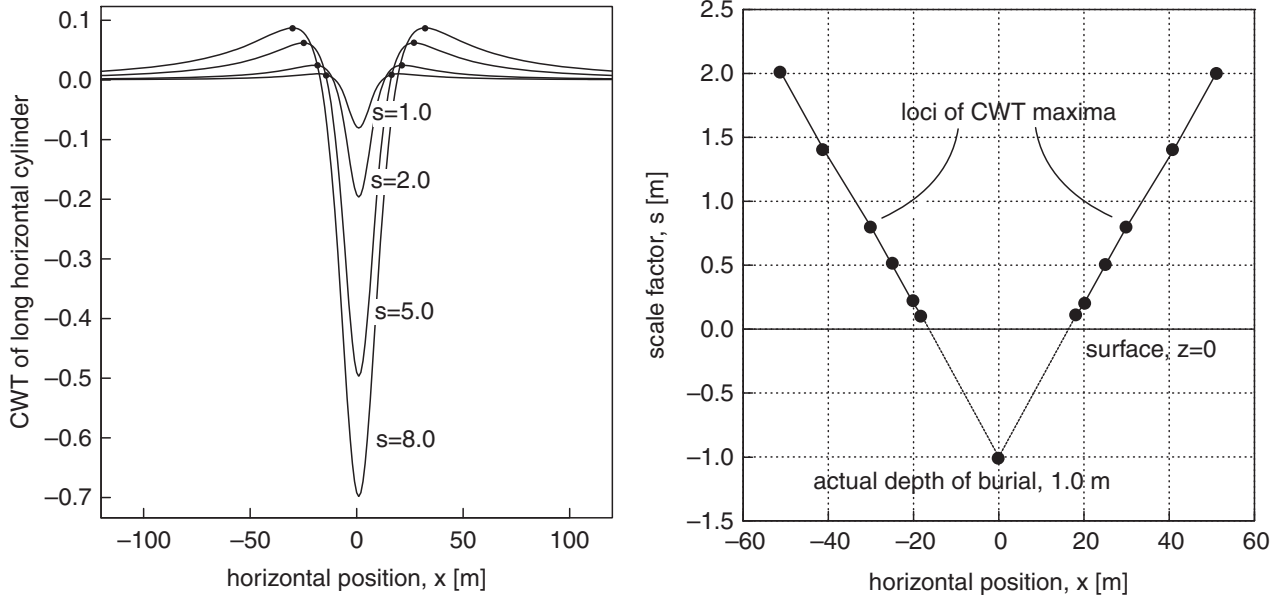 CWT of long horizontal cylinder
0.1
0.0
−0.1
−0.2
−0.3
−0.4
−0.5
−0.6
−0.7
s=1.0
s=2.0
s=5.0
s=8.0
−100
−50
0
50
100
horizontal position, x [m]
scale factor, s [m]
2.5
2.0
1.5
1.0
0.5
0.0
−0.5
−1.0
−1.5
loci of CWT maxima
surface, z=0
actual depth of burial, 1.0 m
−60
−40
−20
0
20
40
60
horizontal position, x [m]